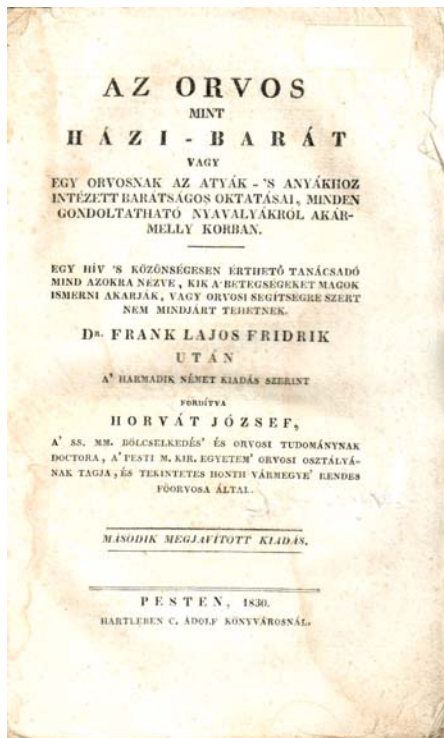 AZ ORVOS
MINT
HÁZI-BARÁT
VAGY
EGY ORVOSNAK AZ ATYÁK-'S ANYÁKHOZ
INTÉZETT BARÁTSÁGOS OKTATÁSAI, MINDEN
GONDOLTATHATÓ NYAVALYÁKRÓL AKÁR-
MELLY KORBAN.
EGY HÍV 'S KÖZÖNSÉGESEN ÉRTHETŐ TANÁCSADÓ
MIND AZOKRA NÉZVE, KIK A' BETEGSÉGEKET MAGOK
ISMERNI AKARJÁK, VAGY ORVOSI SEGÍTSÉGRE SZERT
NEM MINDJÁRT TEHETNEK.
DR. FRANK LAJOS FRIDRIK
UTÁN
A' HARMADIK NÉMET KIADÁS SZERINT
FORDÍTVA
HORVÁT JÓZSEF,
A' SS. MM. BÖLCSELKEDÉS' ÉS ORVOSI TUDOMÁNYNAK
DOCTORA, A' PESTI M. KIR. EGYETEM' ORVOSI OSZTÁLYÁ-
NAK TAGJA, ÉS TEKINTETES HONTH VÁRMEGYE' RENDES
FŐORVOSA ÁLTAL.
MÁSODIK MEGJAVÍTOTT KIADÁS.
PESTEN, 1830.
HARTLEBEN C. ÁDOLF KÖNYVÁROSNÁL.